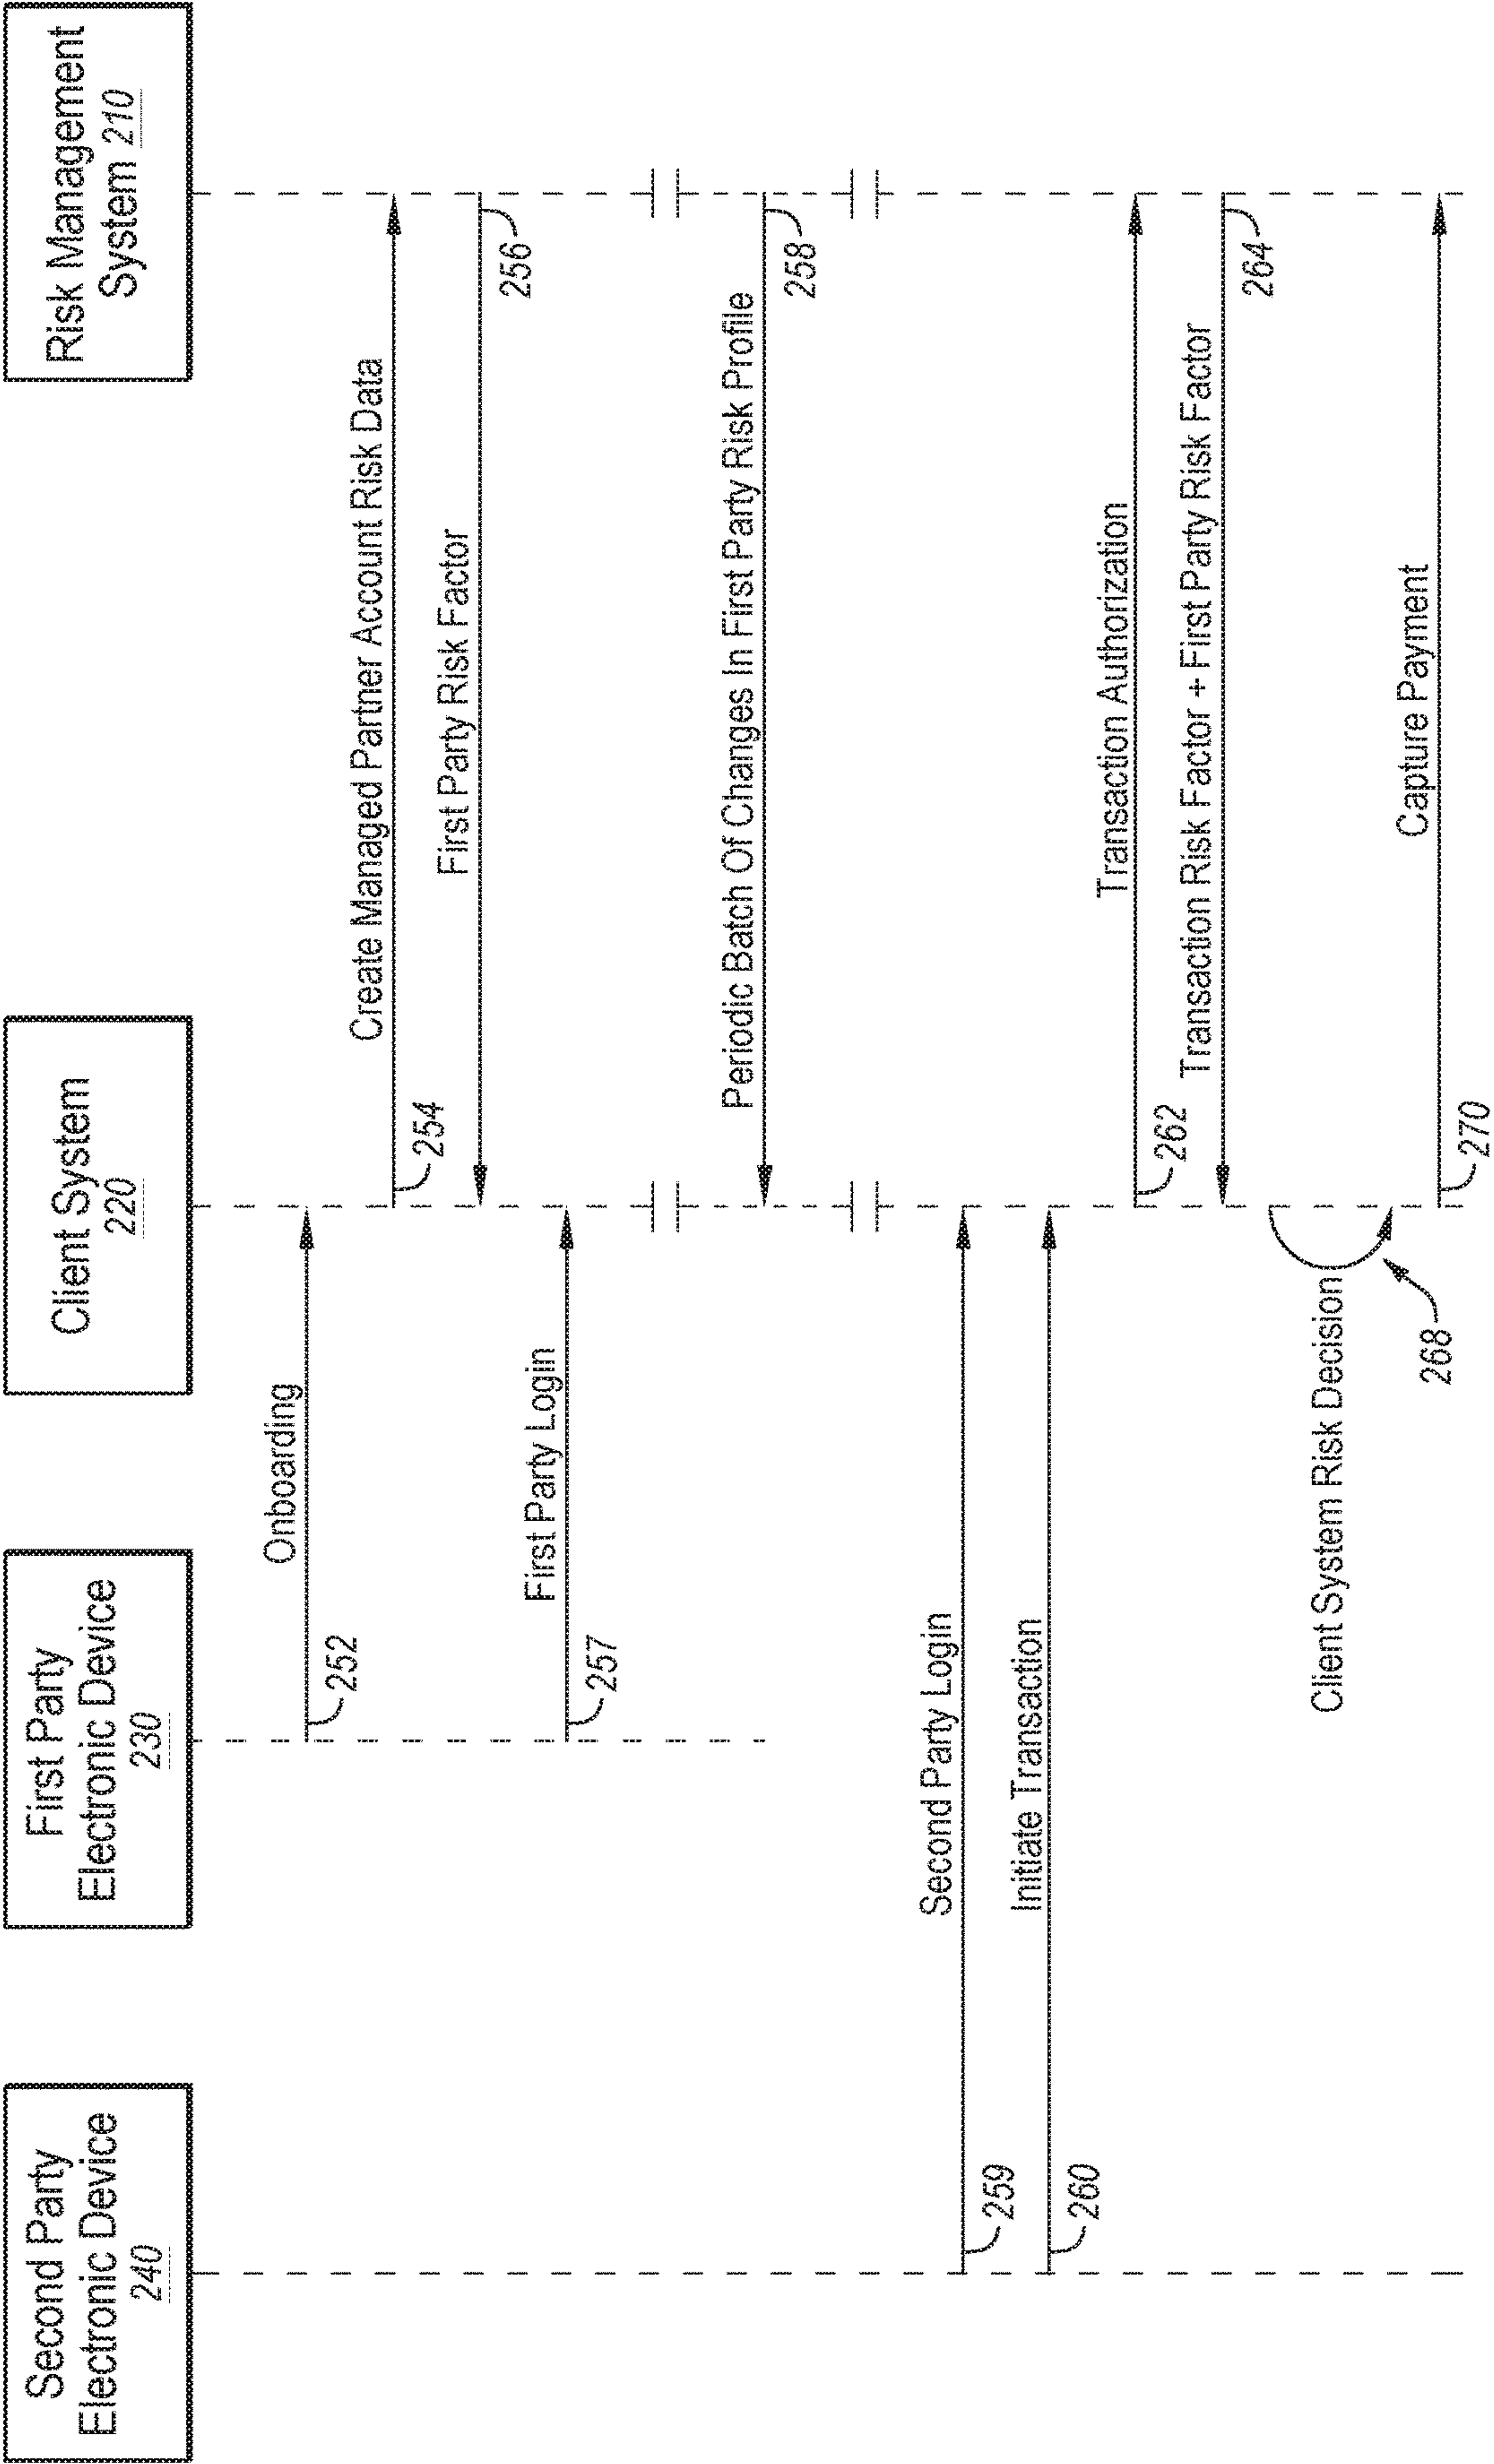 Second Party
Electronic Device
240
First Party
Electronic Device
230
Client System
220
Risk Management
System 210
Onboarding
252
Create Managed Partner Account Risk Data
254
First Party Risk Factor
256
First Party Login
257
Periodic Batch Of Changes In First Party Risk Profile
258
Second Party Login
259
Initiate Transaction
260
Transaction Authorization
262
Transaction Risk Factor + First Party Risk Factor
264
Client System Risk Decision
268
Capture Payment
270